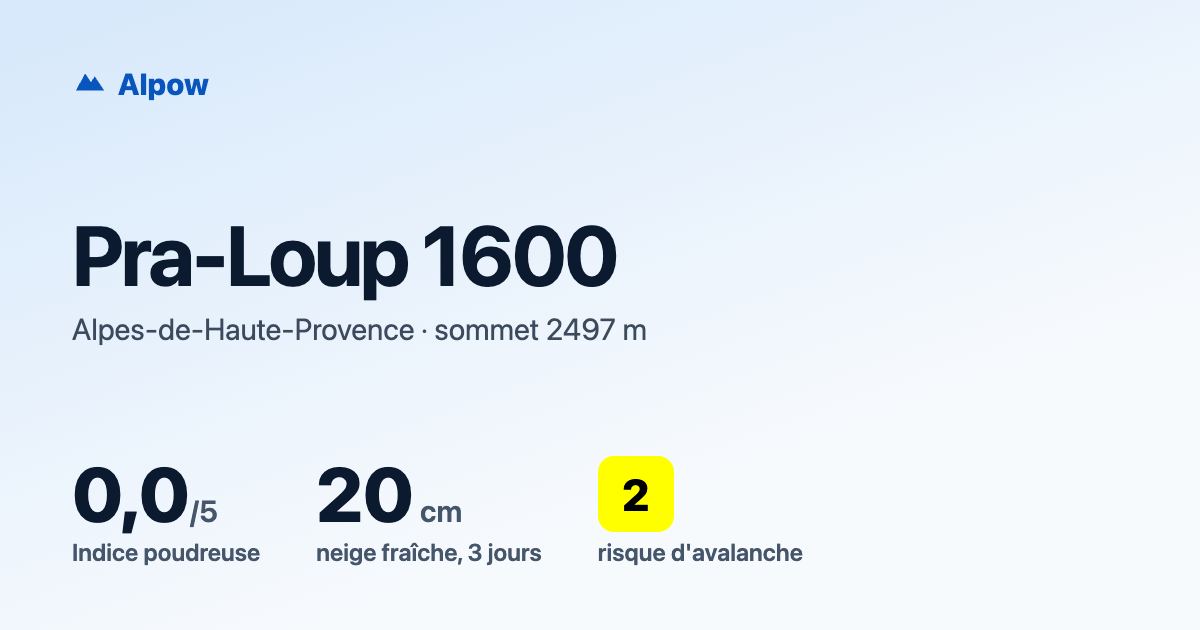 Alpow
Pra-Loup 1600
Alpes-de-Haute-Provence · sommet 2497 m
0,0/5
Indice poudreuse
20 cm
neige fraîche, 3 jours
2
risque d'avalanche